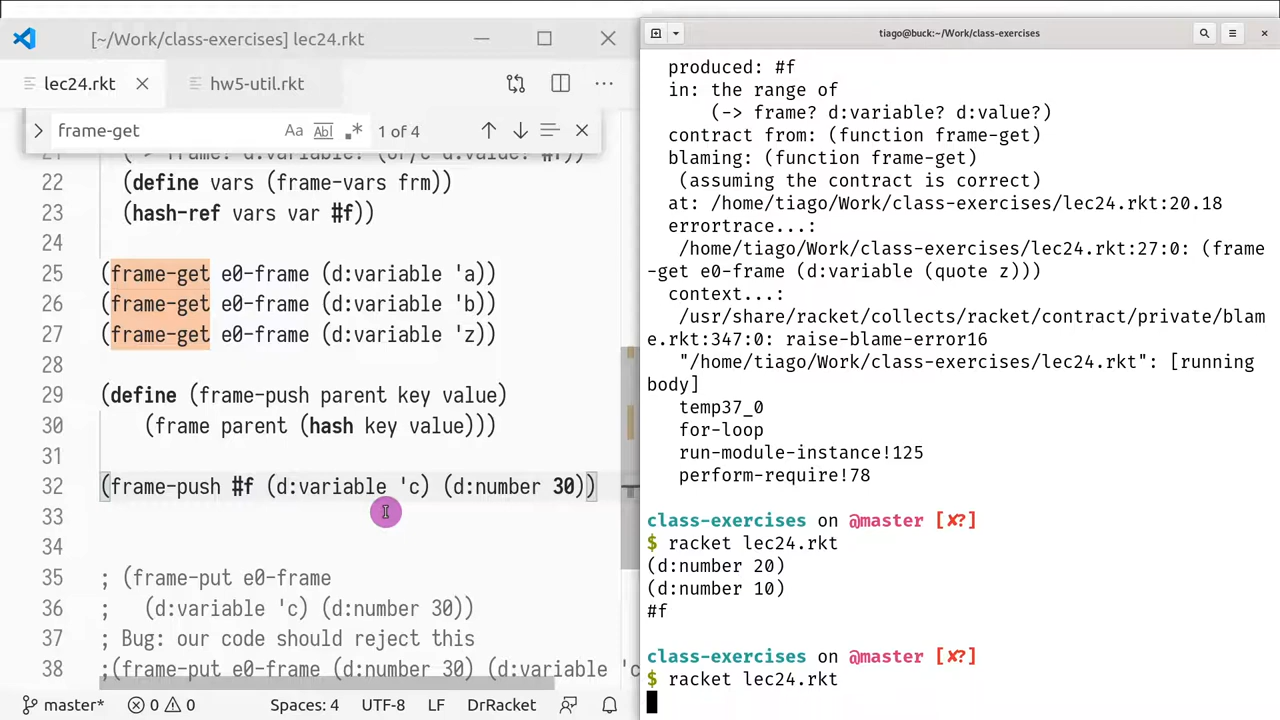 [~/Work/class-exercises] lec24.rkt
lec24.rkt
hw5-util.rkt
frame-get
Aa Abl .* 1 of 4
21 (-> frame? d:variable? (or/c d:value? #f))
22 (define vars (frame-vars frm))
23 (hash-ref vars var #f))
24
25 (frame-get e0-frame (d:variable 'a))
26 (frame-get e0-frame (d:variable 'b))
27 (frame-get e0-frame (d:variable 'z))
28
29 (define (frame-push parent key value)
30 (frame parent (hash key value)))
31
32 (frame-push #f (d:variable 'c) (d:number 30))
33
34
35 ; (frame-put e0-frame
36 ;   (d:variable 'c) (d:number 30))
37 ; Bug: our code should reject this
38 ;(frame-put e0-frame (d:number 30) (d:variable 'c
master* 0 0 Spaces: 4 UTF-8 LF DrRacket
tiago@buck:~/Work/class-exercises
produced: #f
in: the range of
(-> frame? d:variable? d:value?)
contract from: (function frame-get)
blaming: (function frame-get)
(assuming the contract is correct)
at: /home/tiago/Work/class-exercises/lec24.rkt:20.18
errortrace...:
/home/tiago/Work/class-exercises/lec24.rkt:27:0: (frame
-get e0-frame (d:variable (quote z)))
context...:
/usr/share/racket/collects/racket/contract/private/blam
e.rkt:347:0: raise-blame-error16
"/home/tiago/Work/class-exercises/lec24.rkt": [running
body]
temp37_0
for-loop
run-module-instance!125
perform-require!78
class-exercises on @master [✘?]
$ racket lec24.rkt
(d:number 20)
(d:number 10)
#f
class-exercises on @master [✘?]
$ racket lec24.rkt